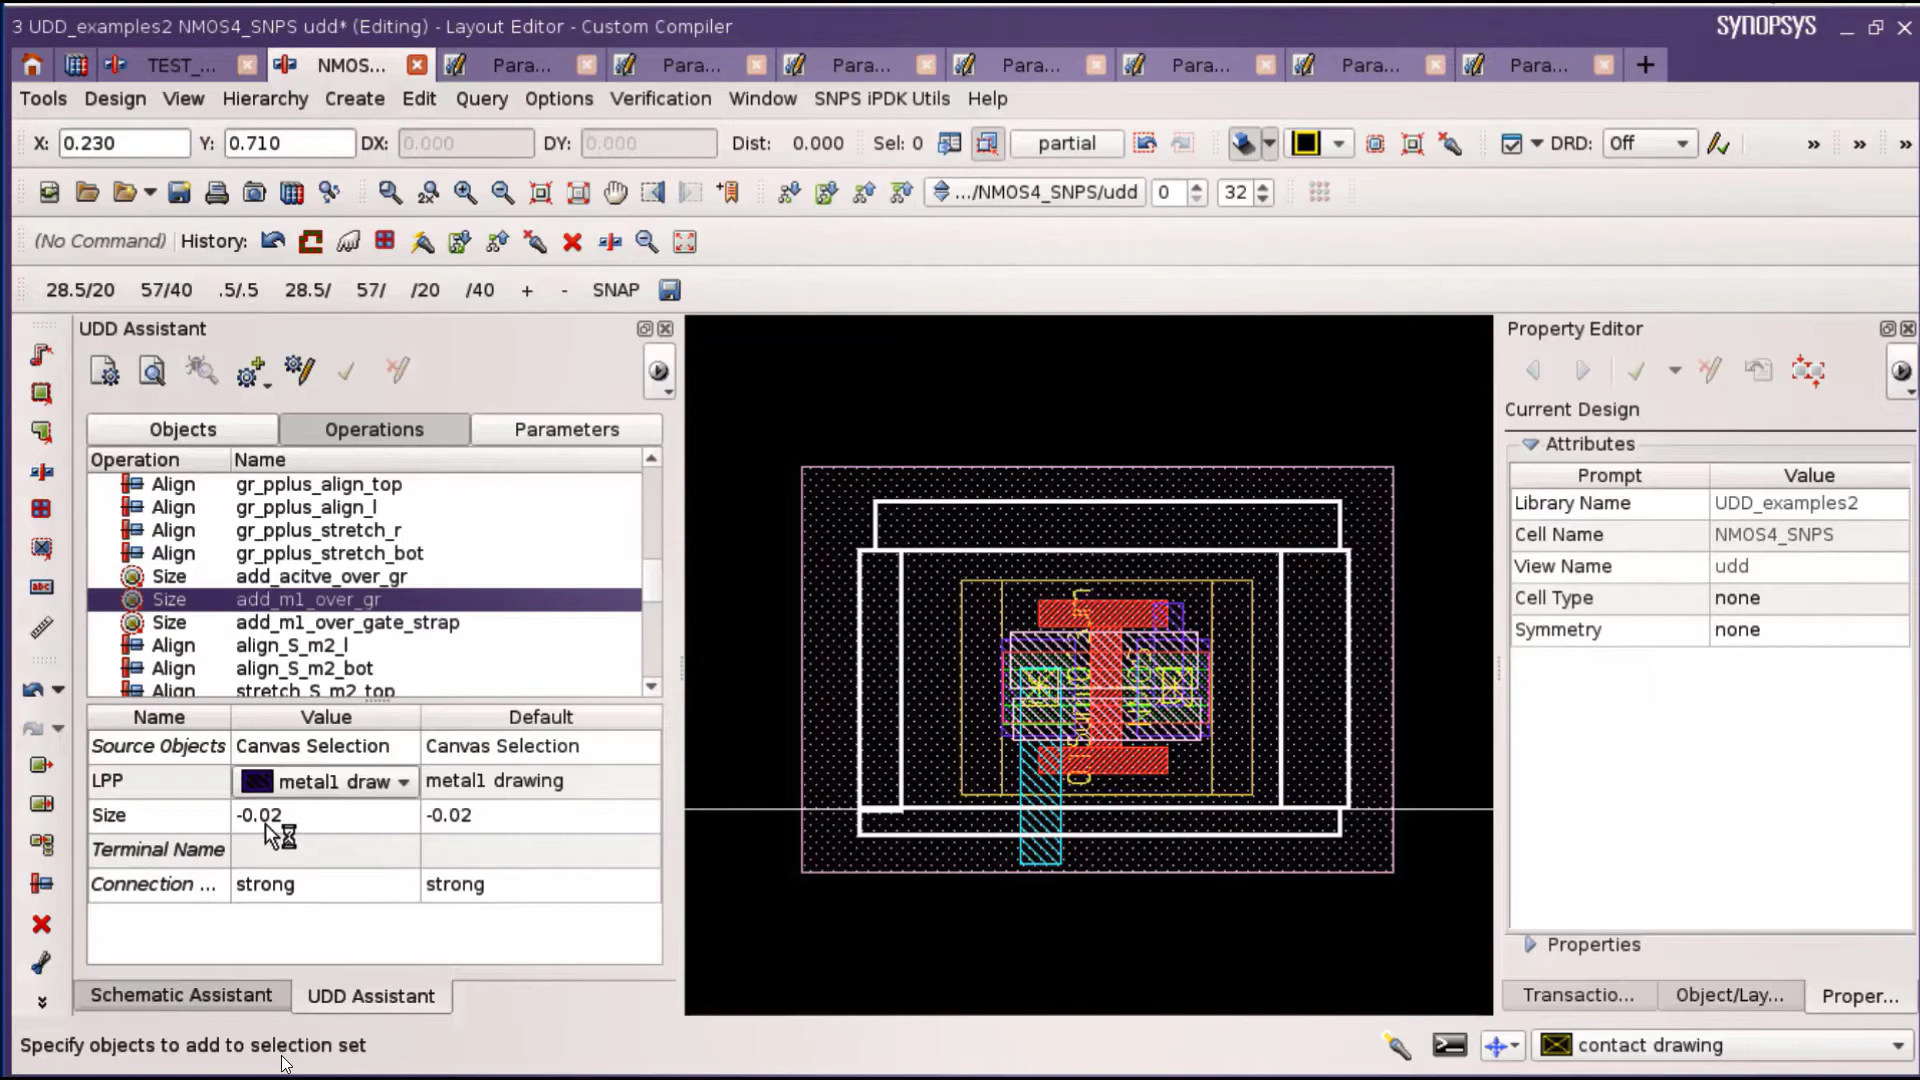 3 UDD_examples2 NMOS4_SNPS udd* (Editing) - Layout Editor - Custom Compiler
SYNOPSYS
TEST_...
NMOS...
Para...
Para...
Para...
Para...
Para...
Para...
Para...
Tools Design View Hierarchy Create Edit Query Options Verification Window SNPS iPDK Utils Help
X: 0.230 Y: 0.710 DX: 0.000 DY: 0.000 Dist: 0.000 Sel: 0 partial DRD: Off
2x .../NMOS4_SNPS/udd 0 32
(No Command) History:
28.5/20 57/40 .5/.5 28.5/ 57/ /20 /40 + - SNAP
UDD Assistant
Objects Operations Parameters
Operation Name
Align gr_pplus_align_top
Align gr_pplus_align_l
Align gr_pplus_stretch_r
Align gr_pplus_stretch_bot
Size add_acitve_over_gr
Size add_m1_over_gr
Size add_m1_over_gate_strap
Align align_S_m2_l
Align align_S_m2_bot
Align stretch_S_m2_top
Name Value Default
Source Objects Canvas Selection Canvas Selection
LPP metal1 draw metal1 drawing
Size -0.02 -0.02
Terminal Name
Connection ... strong strong
Schematic Assistant UDD Assistant
Specify objects to add to selection set
Property Editor
Current Design
Attributes
Prompt Value
Library Name UDD_examples2
Cell Name NMOS4_SNPS
View Name udd
Cell Type none
Symmetry none
Properties
Transactio... Object/Lay... Proper...
contact drawing